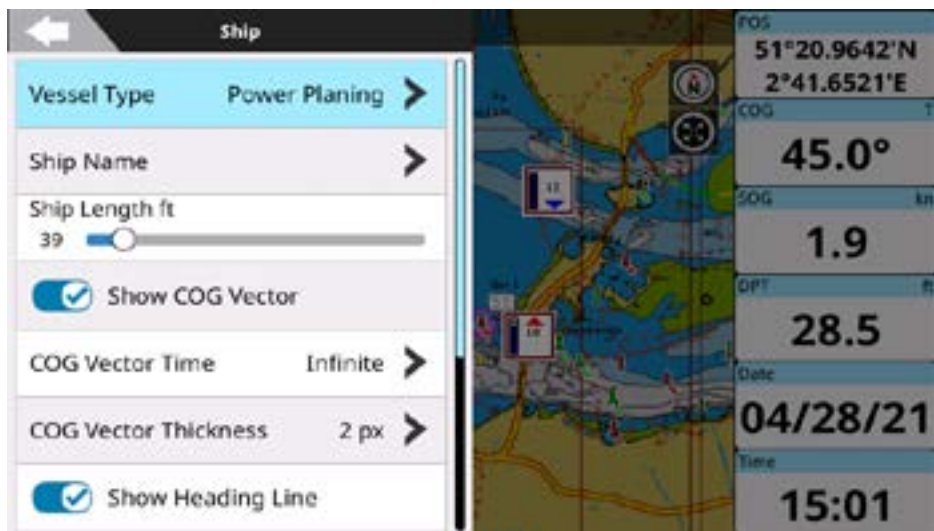 Ship
Vessel Type Power Planing
Ship Name
Ship Length ft
39
Show COG Vector
COG Vector Time Infinite
COG Vector Thickness 2 px
Show Heading Line
N
POS
51°20.9642'N
2°41.6521'E
COG T
45.0°
SOG kn
1.9
DPT ft
28.5
Date
04/28/21
Time
15:01